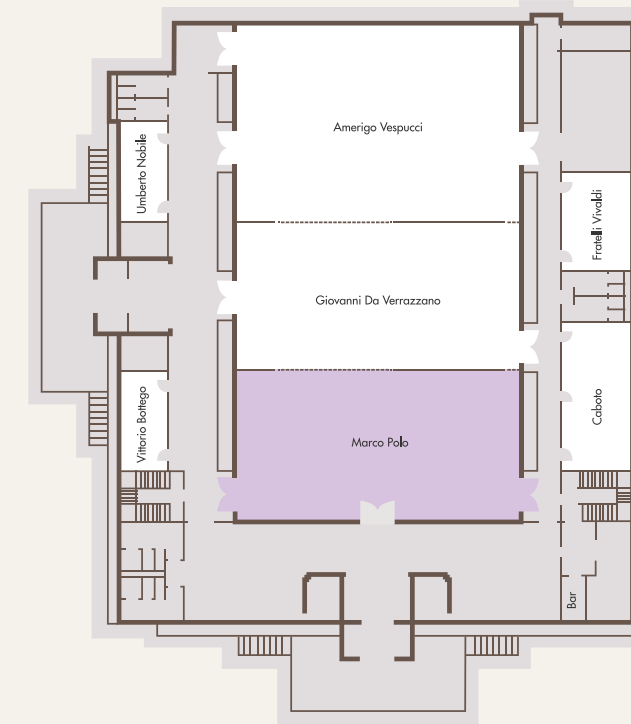 Amerigo Vespucci
Umberto Nobile
Fratelli Vivaldi
Giovanni Da Verrazzano
Vittorio Bottego
Marco Polo
Caboto
Bar